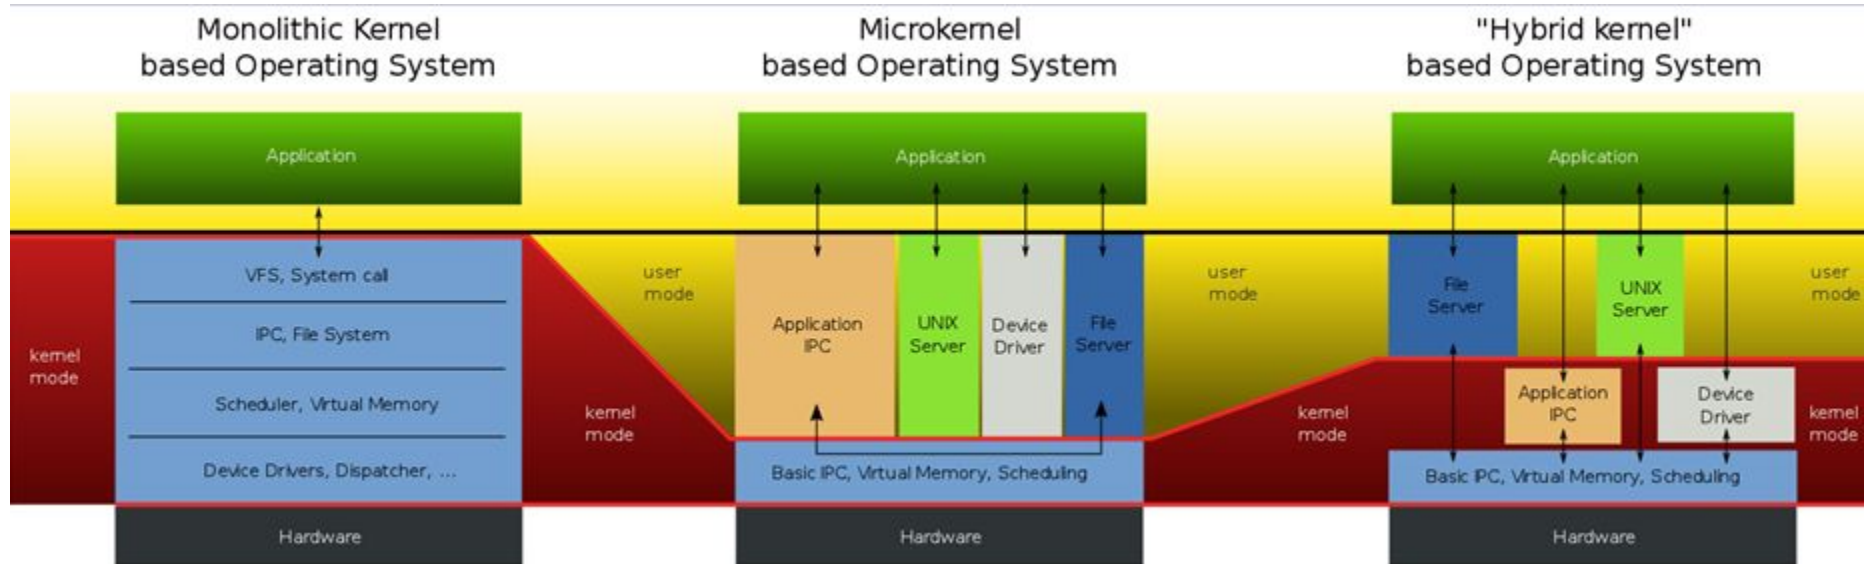 Monolithic Kernel
based Operating System
Microkernel
based Operating System
"Hybrid kernel"
based Operating System
Application
Application
Application
VFS, System call
IPC, File System
Scheduler, Virtual Memory
Device Drivers, Dispatcher, ...
kernel
mode
user
mode
kernel
mode
Application
IPC
UNIX
Server
Device
Driver
File
Server
Basic IPC, Virtual Memory, Scheduling
user
mode
kernel
mode
File
Server
UNIX
Server
user
mode
Application
IPC
Device
Driver
kernel
mode
Basic IPC, Virtual Memory, Scheduling
Hardware
Hardware
Hardware